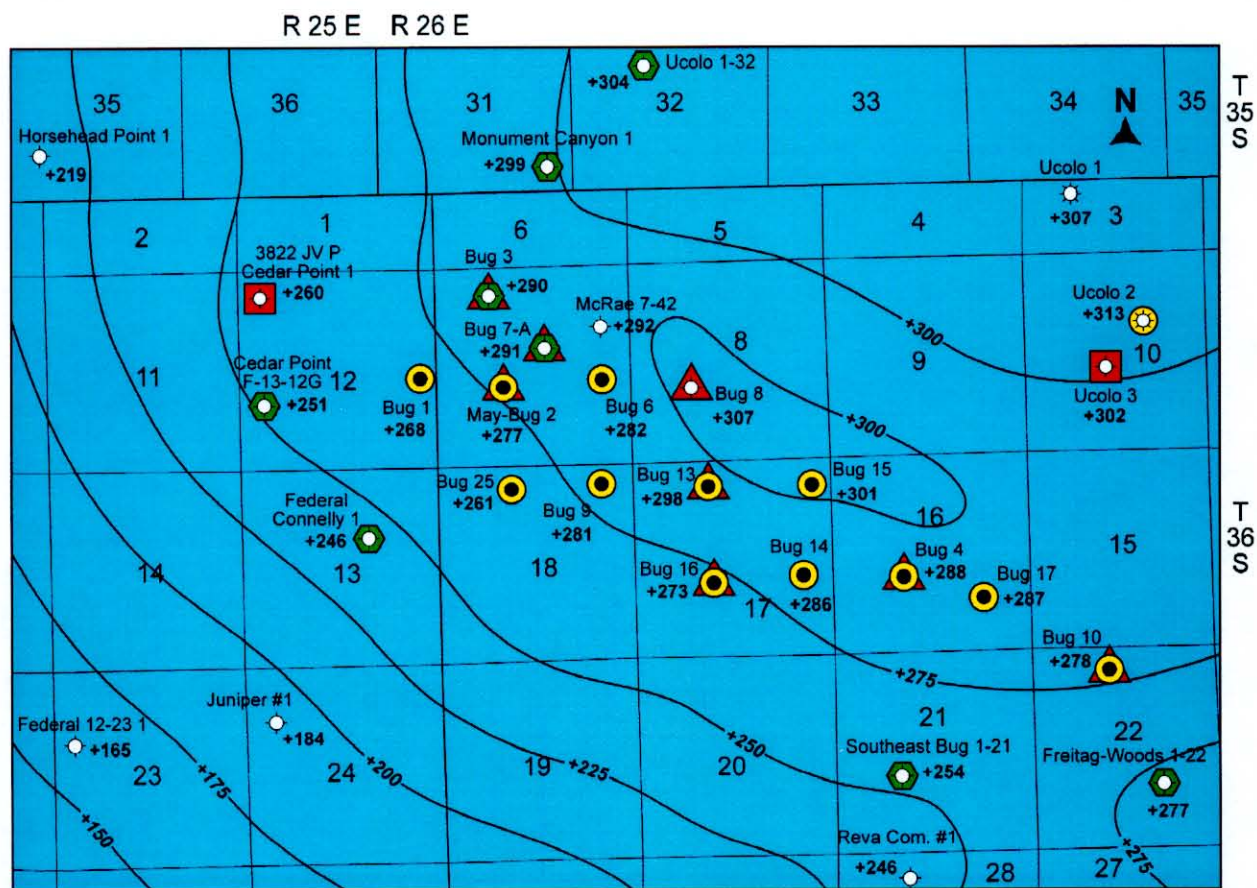 R 25 E R 26 E
T
35
S
35 36 31 32 33 34 35
N
Ucolo 1-32
+304
Horsehead Point 1
+219
Monument Canyon 1
+299
Ucolo 1
+307
2 1 6 5 4 3
3822 JV P
Cedar Point 1
+260
Bug 3
+290
McRae 7-42
+292
Bug 7-A
+291
Ucolo 2
+313
+300
8 9 10
11 12
Cedar Point
F-13-12G
+251
Bug 1
+268
May-Bug 2
+277
Bug 6
+282
Bug 8
+307
+300
Ucolo 3
+302
Bug 25
+261
Bug 9
+281
Bug 13
+298
Bug 15
+301
16
15
T
36
S
Federal
Connelly 1
+246
14 13 18 17
Bug 16
+273
Bug 14
+286
Bug 4
+288
Bug 17
+287
Bug 10
+278
+275
Juniper #1
+184
Federal 12-23 1
+165
23 24 19 20 21 22
+250
Southeast Bug 1-21
+254
Freitag-Woods 1-22
+277
+225
+200
+175
+150
Reva Com. #1
+246
28 27
+275